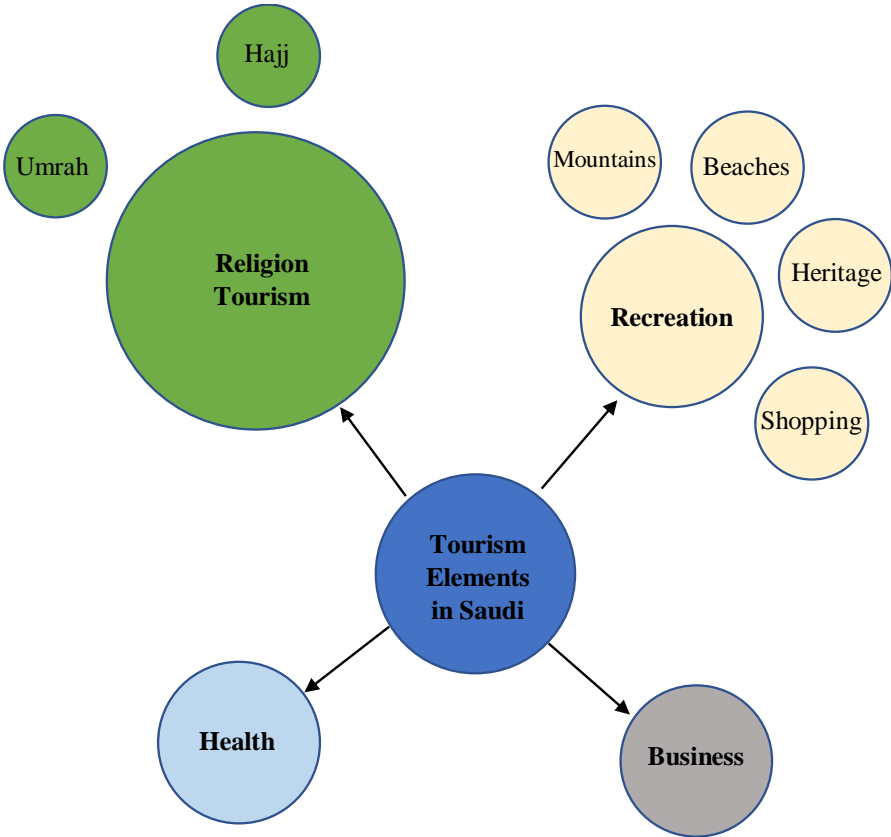 Hajj
Umrah
Religion
Tourism
Mountains
Beaches
Heritage
Recreation
Shopping
Tourism
Elements
in Saudi
Health
Business